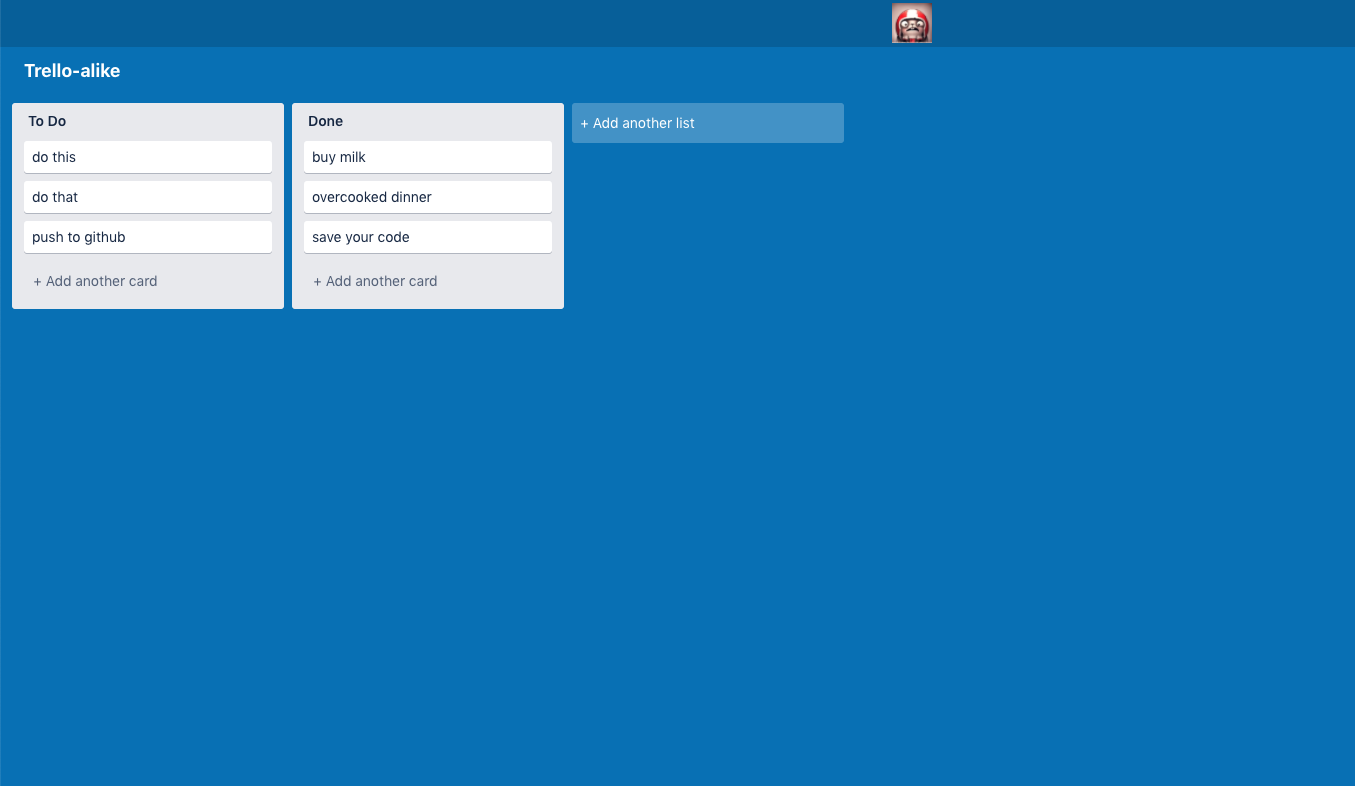 Trello-alike
To Do
do this
do that
push to github
+ Add another card
Done
buy milk
overcooked dinner
save your code
+ Add another card
+ Add another list